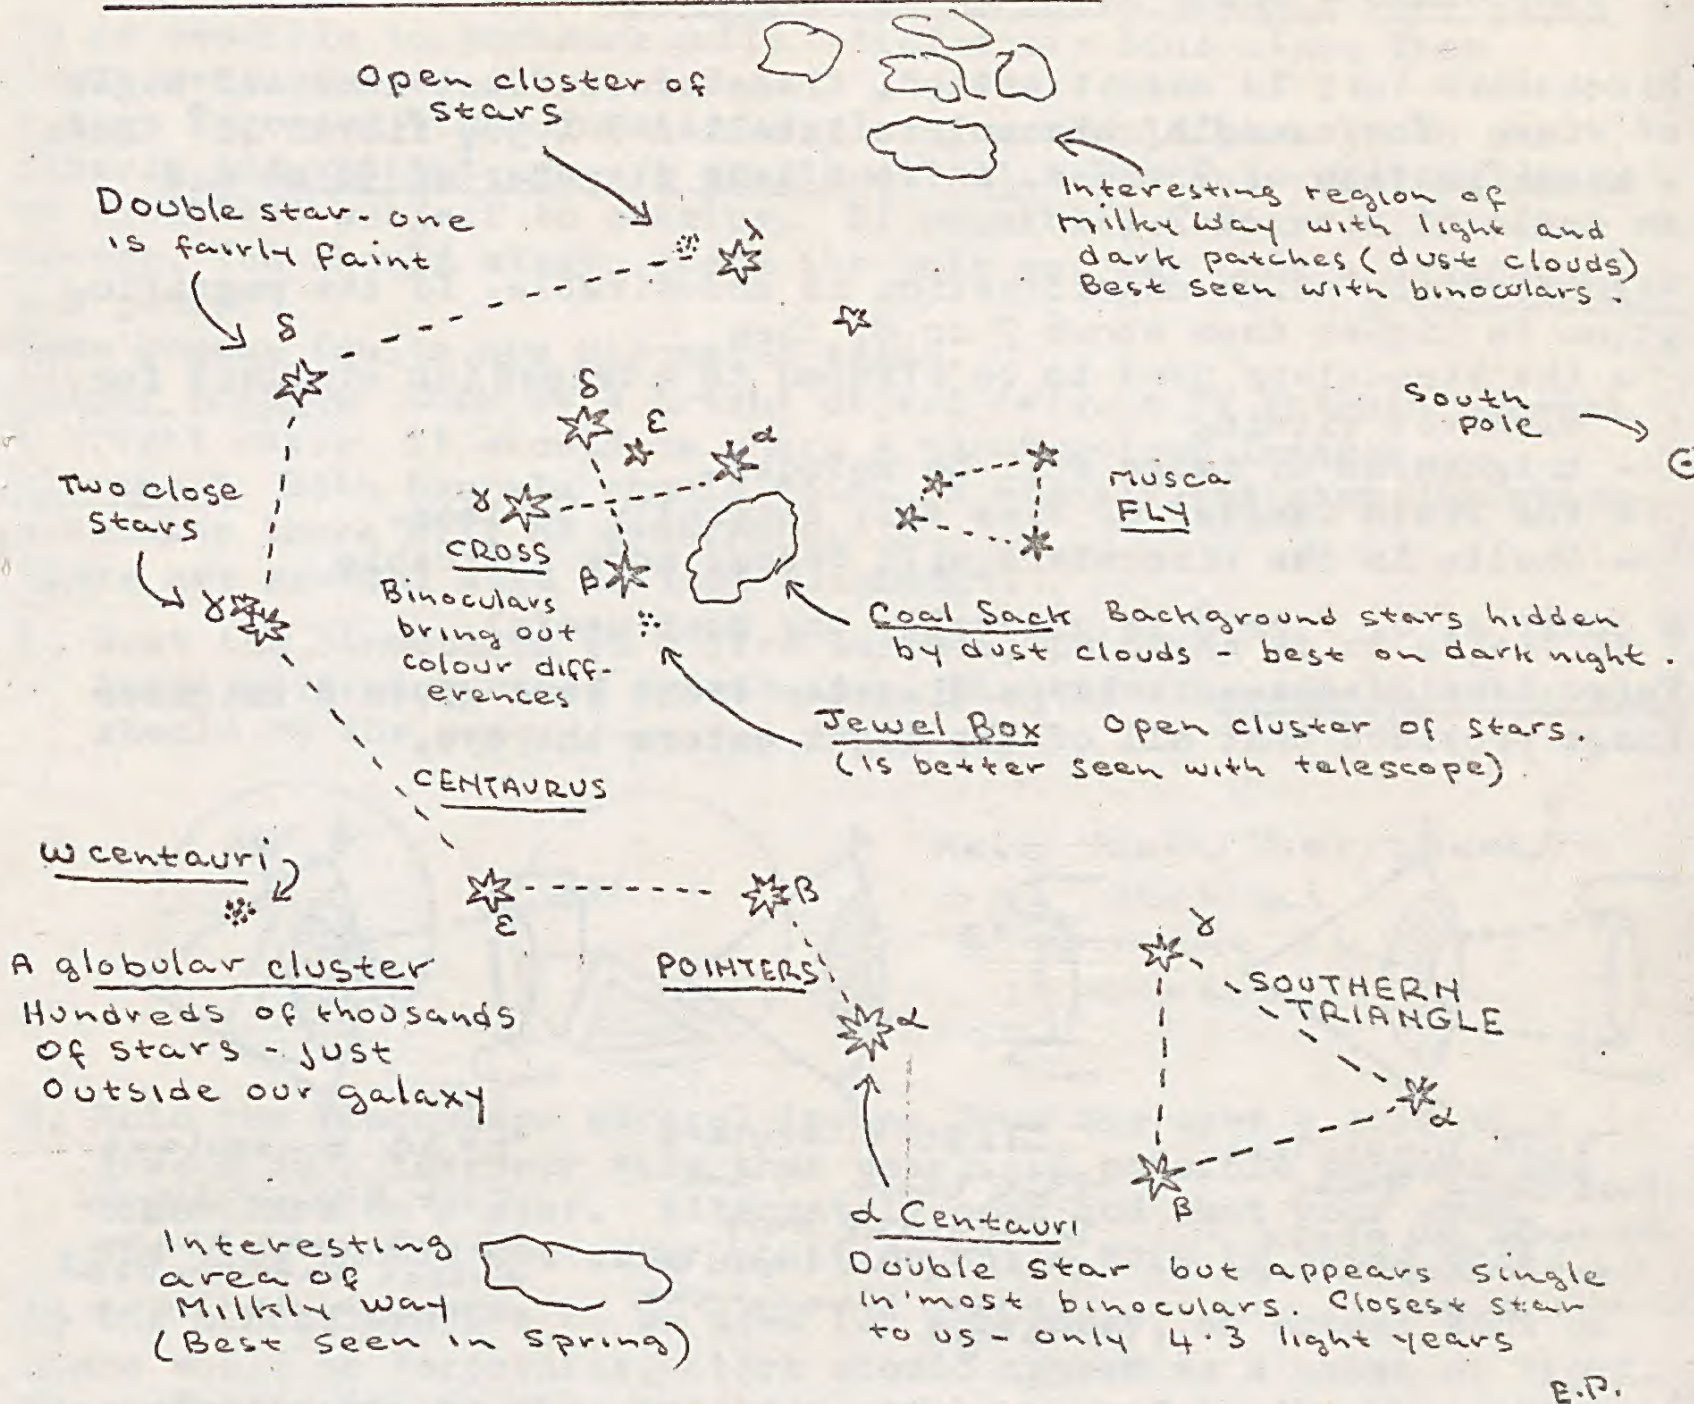 Open cluster of
stars
Interesting region of
Milky Way with light and
dark patches (dust clouds)
Best seen with binoculars.
Double star - one
is fairly faint
λ
δ
South
pole
δ
ε
α
γ
CROSS
β
Binoculars
bring out
colour diff-
erences
Musca
FLY
Two close
stars
γ
Coal Sack Background stars hidden
by dust clouds - best on dark night.
Jewel Box Open cluster of stars.
(is better seen with telescope).
CENTAURUS
ω centauri
ε
β
POINTERS
α
A globular cluster
Hundreds of thousands
of stars - just
outside our galaxy
γ
SOUTHERN
TRIANGLE
α
β
α Centauri
Double star but appears single
in most binoculars. Closest star
to us - only 4.3 light years
Interesting
area of
Milkly way
(Best seen in Spring)
E.P.